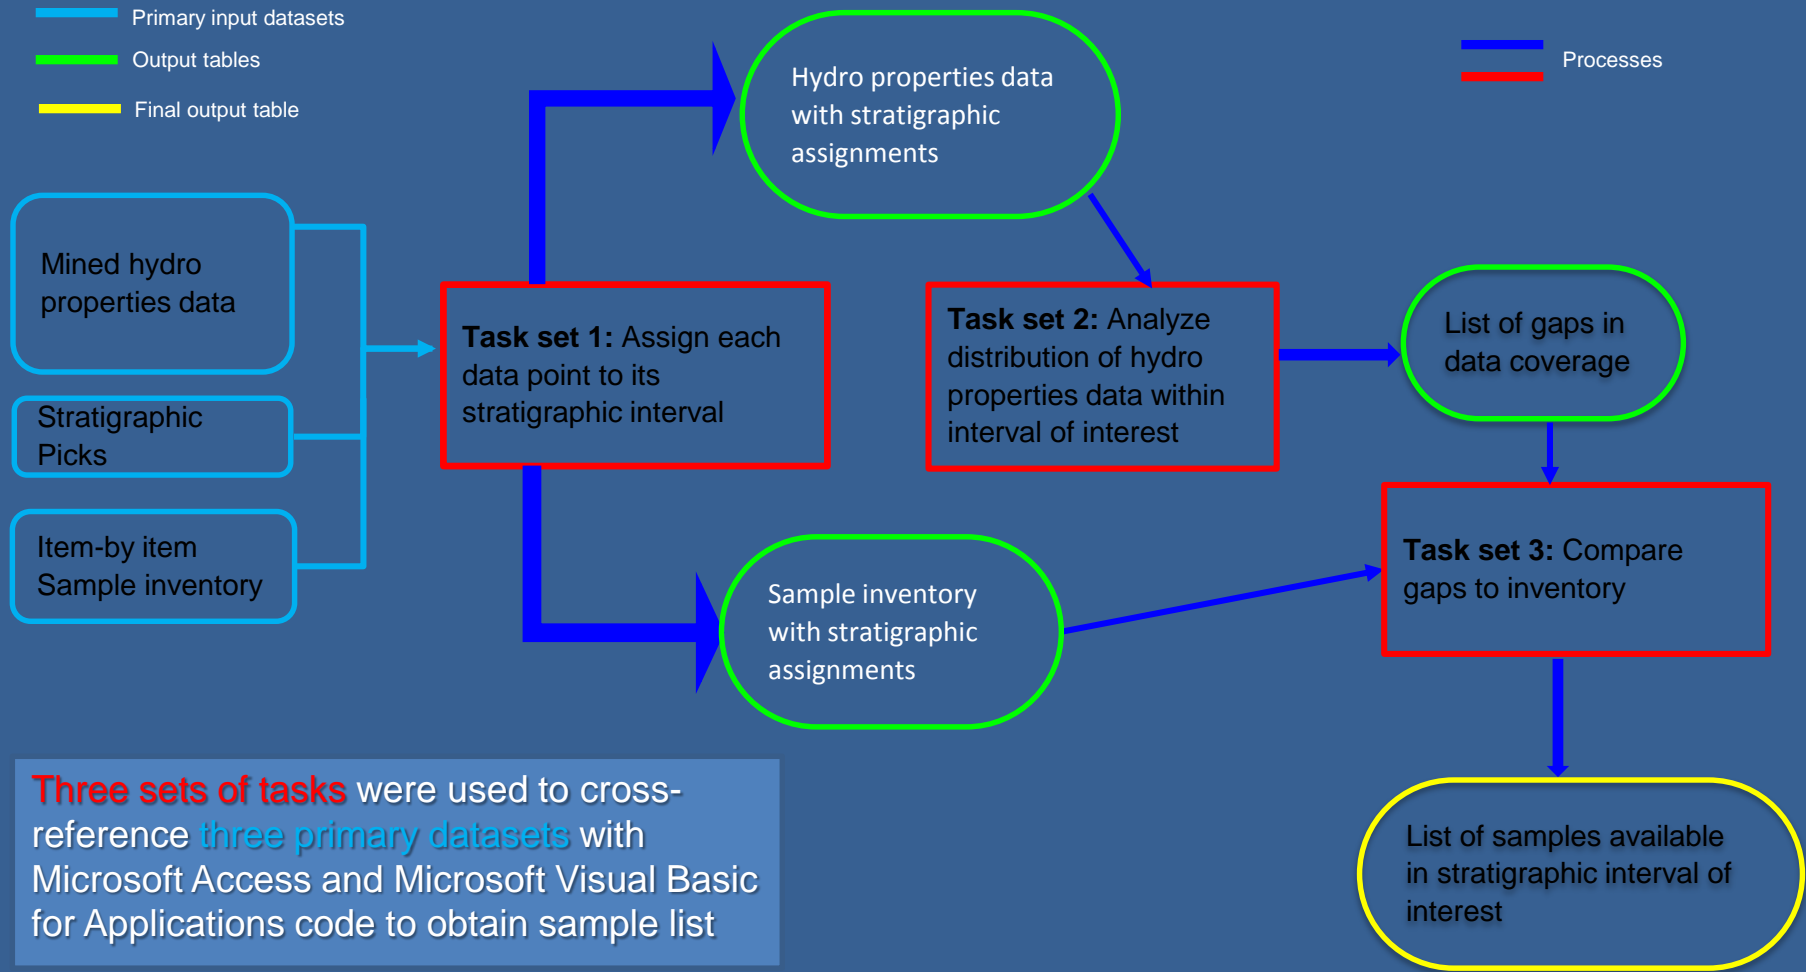 Primary input datasets
Output tables
Final output table
Processes
Hydro properties data
with stratigraphic
assignments
Mined hydro
properties data
Stratigraphic
Picks
Item-by item
Sample inventory
Task set 1: Assign each
data point to its
stratigraphic interval
Task set 2: Analyze
distribution of hydro
properties data within
interval of interest
List of gaps in
data coverage
Sample inventory
with stratigraphic
assignments
Task set 3: Compare
gaps to inventory
List of samples available
in stratigraphic interval of
interest
Three sets of tasks were used to cross-
reference three primary datasets with
Microsoft Access and Microsoft Visual Basic
for Applications code to obtain sample list